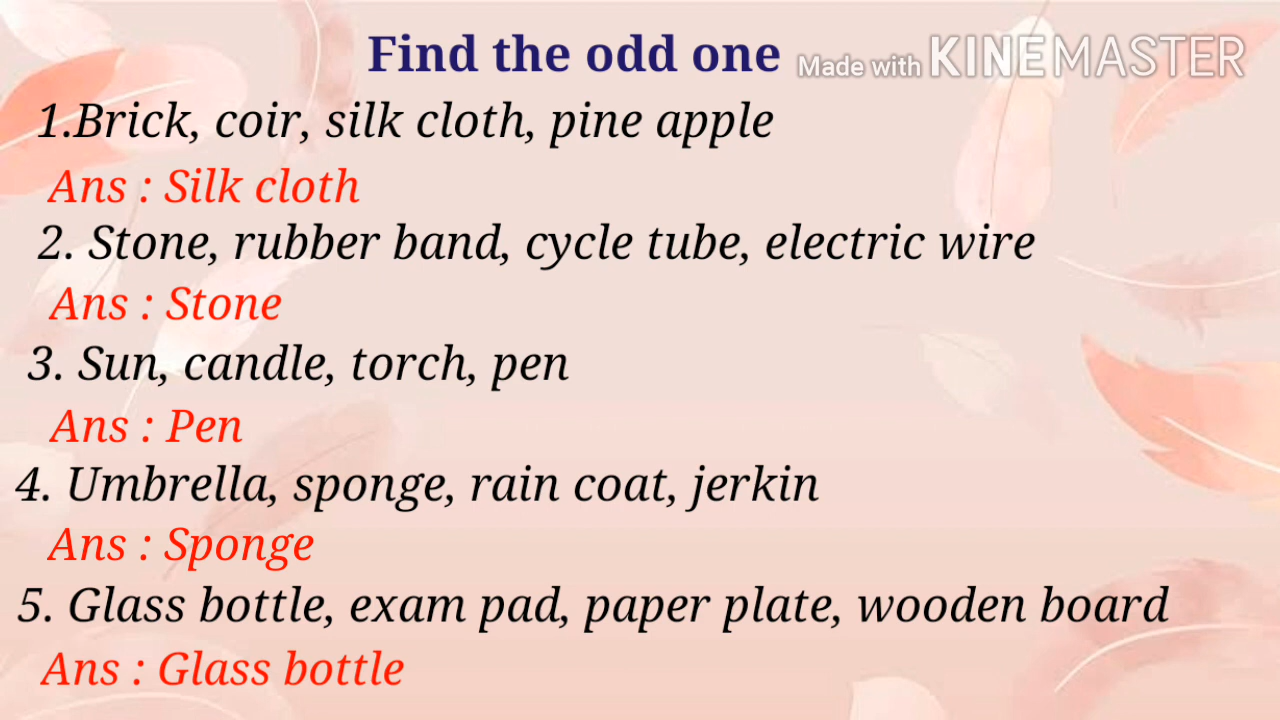 Find the odd one
Made with KINEMASTER
1.Brick, coir, silk cloth, pine apple
Ans : Silk cloth
2. Stone, rubber band, cycle tube, electric wire
Ans : Stone
3. Sun, candle, torch, pen
Ans : Pen
4. Umbrella, sponge, rain coat, jerkin
Ans : Sponge
5. Glass bottle, exam pad, paper plate, wooden board
Ans : Glass bottle